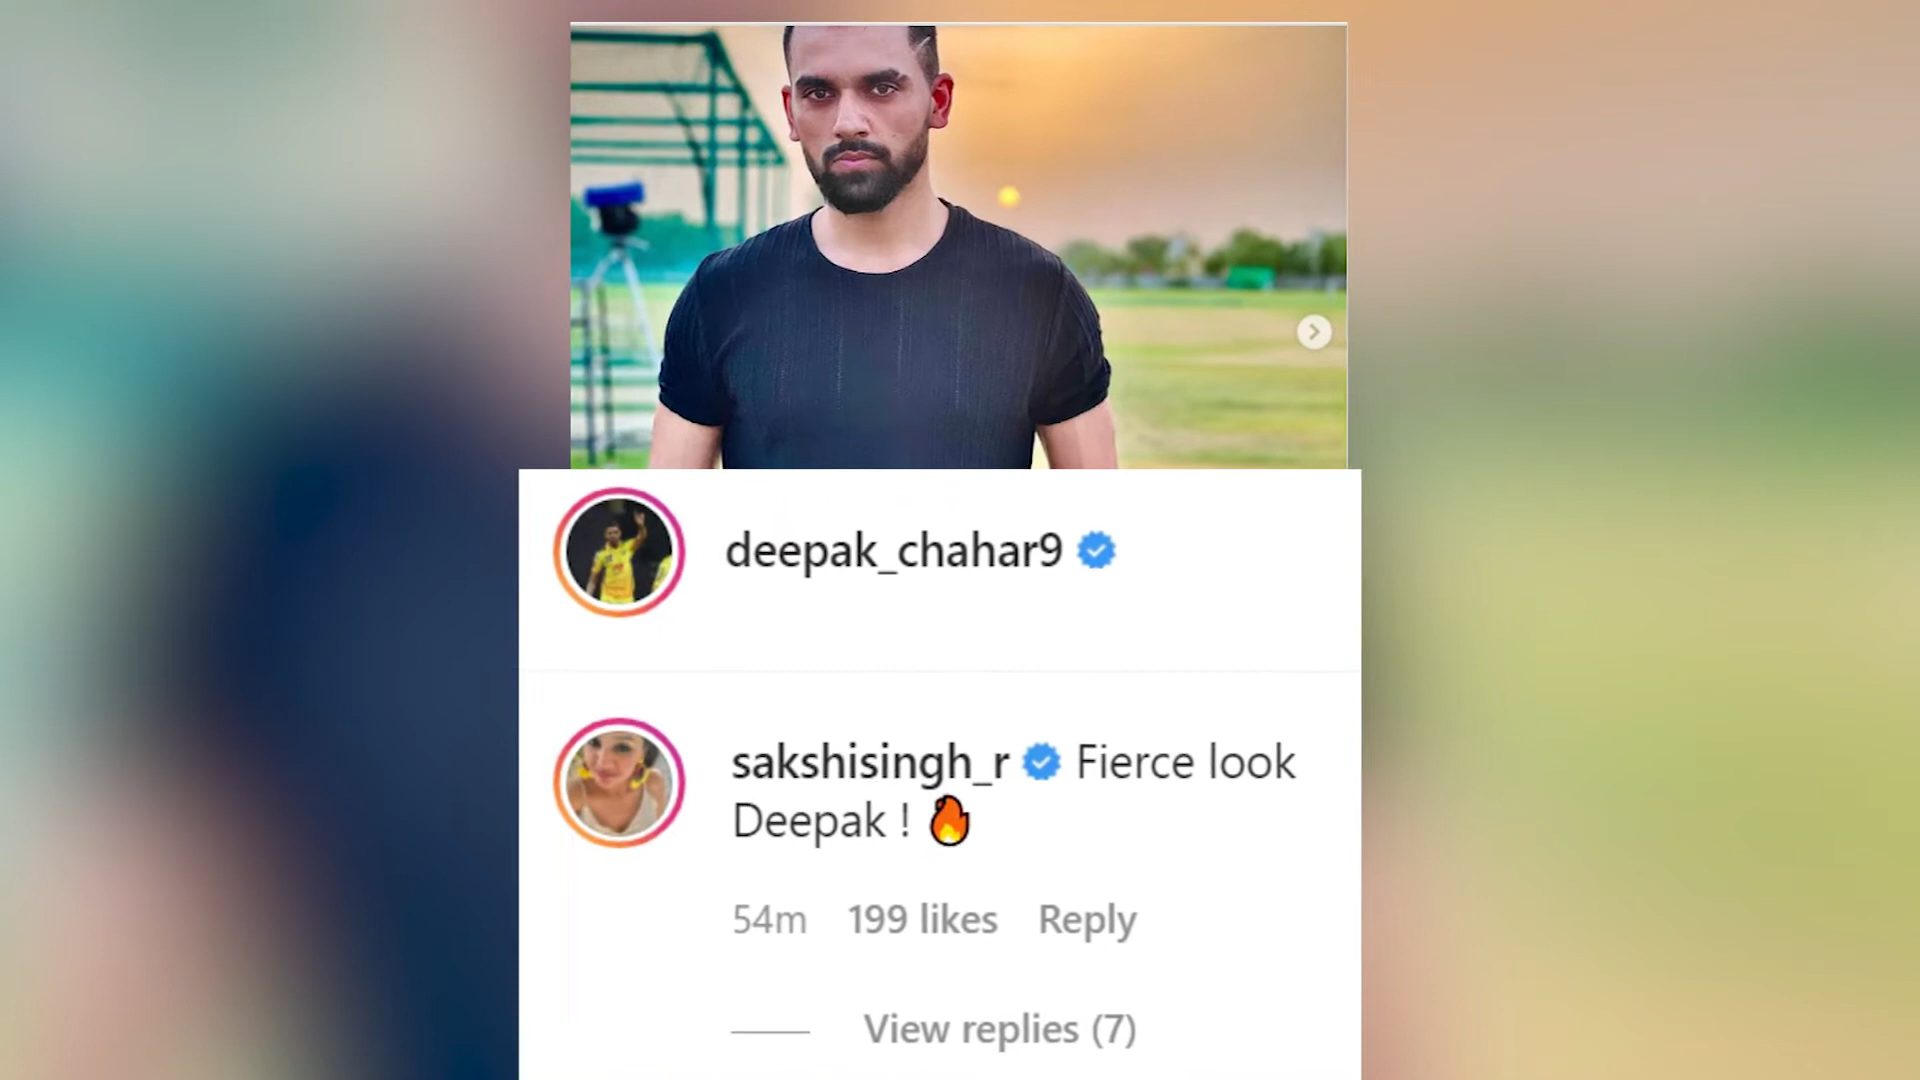 deepak_chahar9
sakshisingh_r Fierce look
Deepak ! 🔥
54m 199 likes Reply
View replies (7)